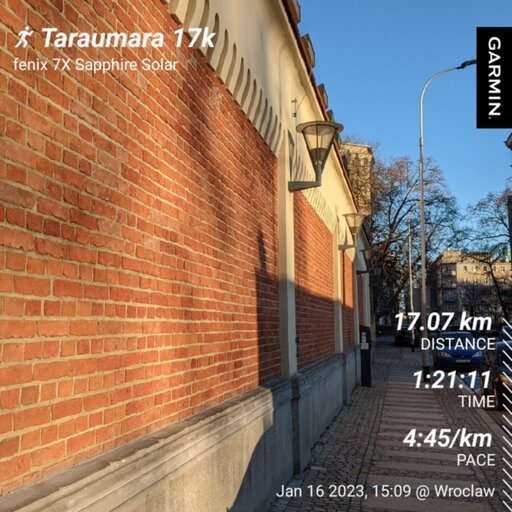 Taraumara 17k
fenix 7X Sapphire Solar
GARMIN.
17.07 km
DISTANCE
1:21:11
TIME
4:45/km
PACE
Jan 16 2023, 15:09 @ Wroclaw